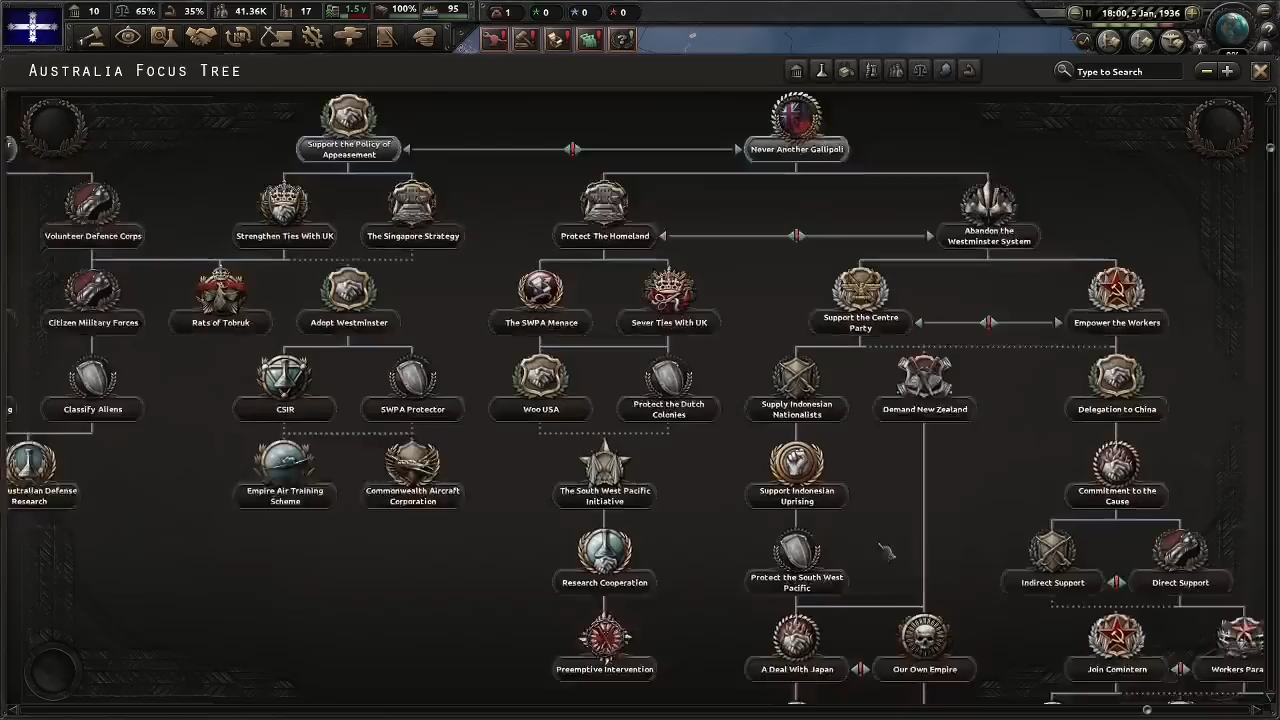 10 65% 35% 41.36K 17 1.5 y 100% 95 1 0 0 0 18:00, 5 Jan, 1936
AUSTRALIA FOCUS TREE
Type to Search
Support the Policy of
Appeasement
Never Another Gallipoli
Volunteer Defence Corps
Strengthen Ties With UK
The Singapore Strategy
Protect The Homeland
Abandon the
Westminster System
Citizen Military Forces
Rats of Tobruk
Adopt Westminster
The SWPA Menace
Sever Ties With UK
Support the Centre
Party
Empower the Workers
Classify Aliens
CSIR
SWPA Protector
Woo USA
Protect the Dutch
Colonies
Supply Indonesian
Nationalists
Demand New Zealand
Delegation to China
ustralian Defense
Research
Empire Air Training
Scheme
Commonwealth Aircraft
Corporation
The South West Pacific
Initiative
Support Indonesian
Uprising
Commitment to the
Cause
Research Cooperation
Protect the South West
Pacific
Indirect Support
Direct Support
Preemptive Intervention
A Deal With Japan
Our Own Empire
Join Comintern
Workers Para